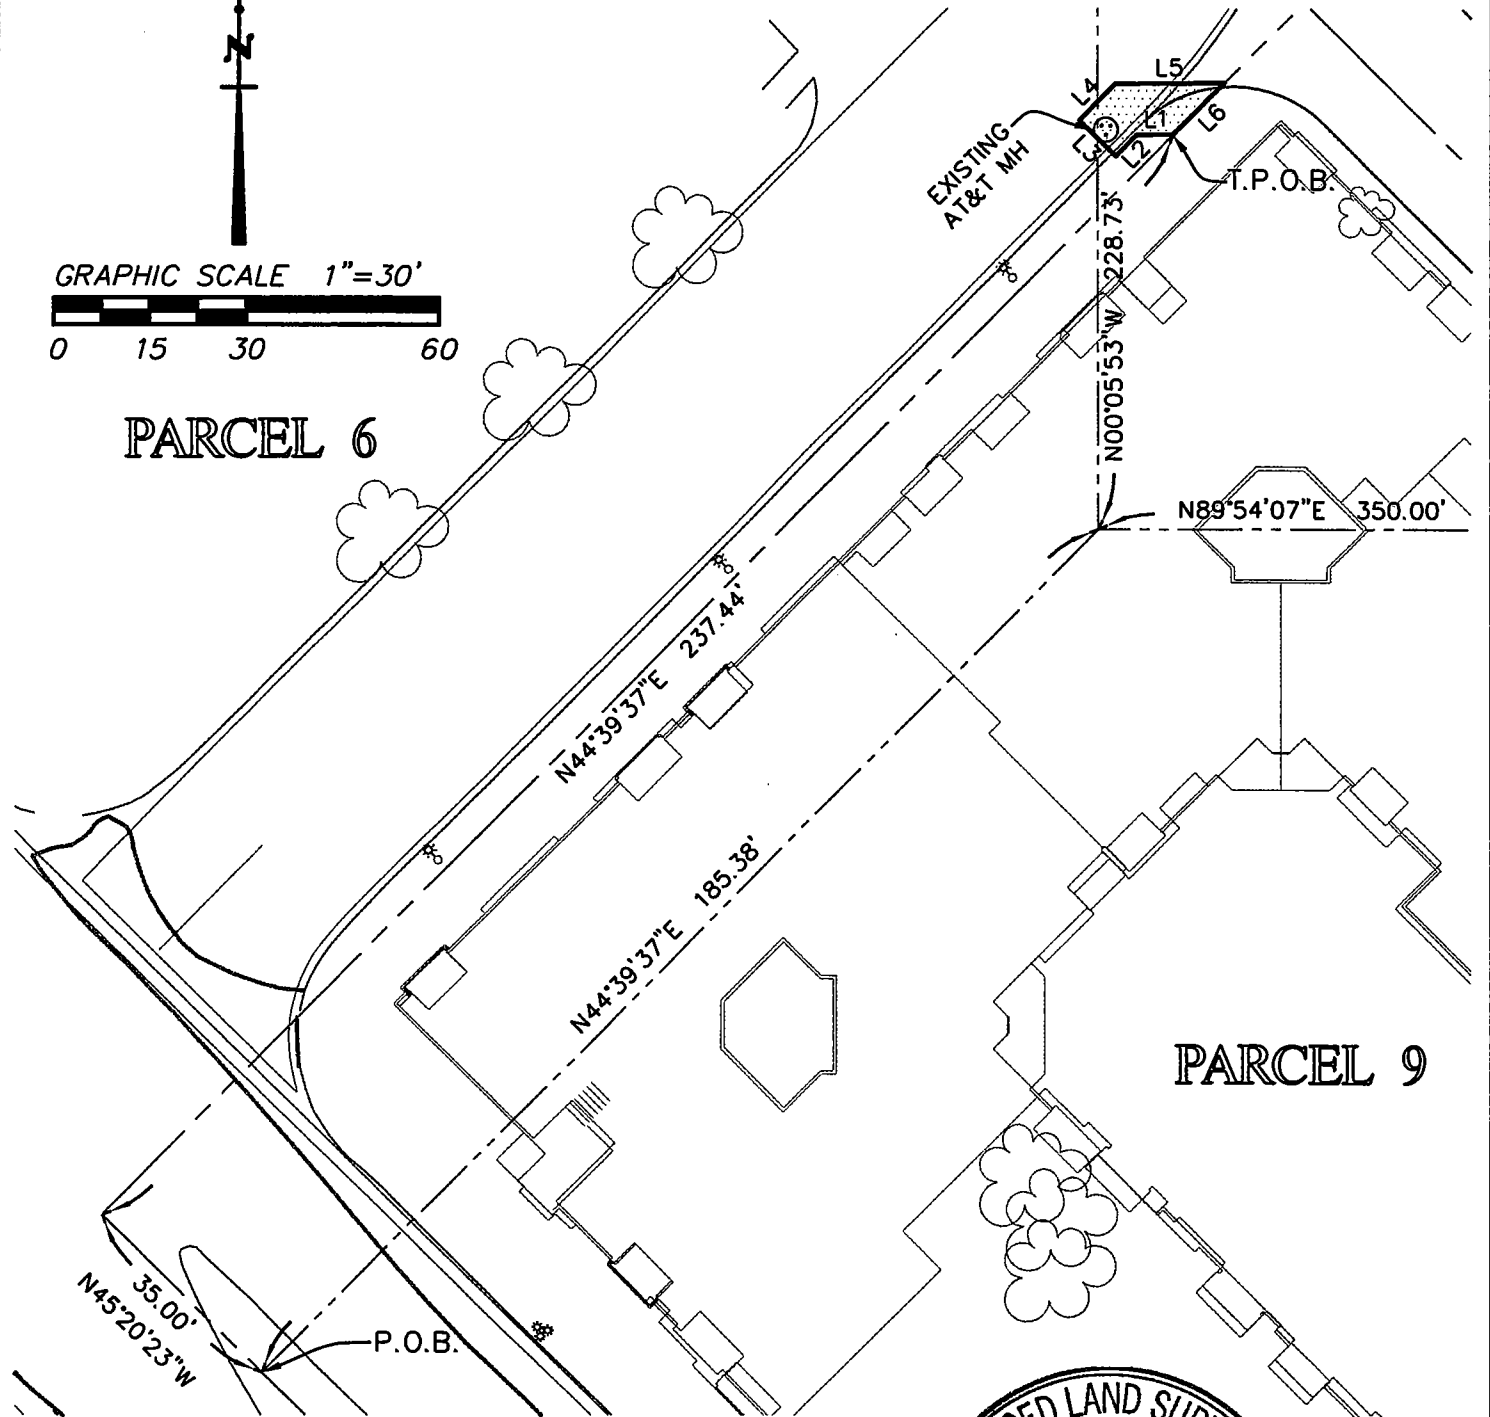 N
L5
L4
L1
L6
L3
L2
EXISTING
AT&T MH
T.P.O.B.
GRAPHIC SCALE 1"=30'
0 15 30 60
N00°05'53"W 228.73'
PARCEL 6
N89°54'07"E 350.00'
N44°39'37"E 237.44'
N44°39'37"E 185.38'
PARCEL 9
35.00'
N45°20'23"W
P.O.B.
LAND